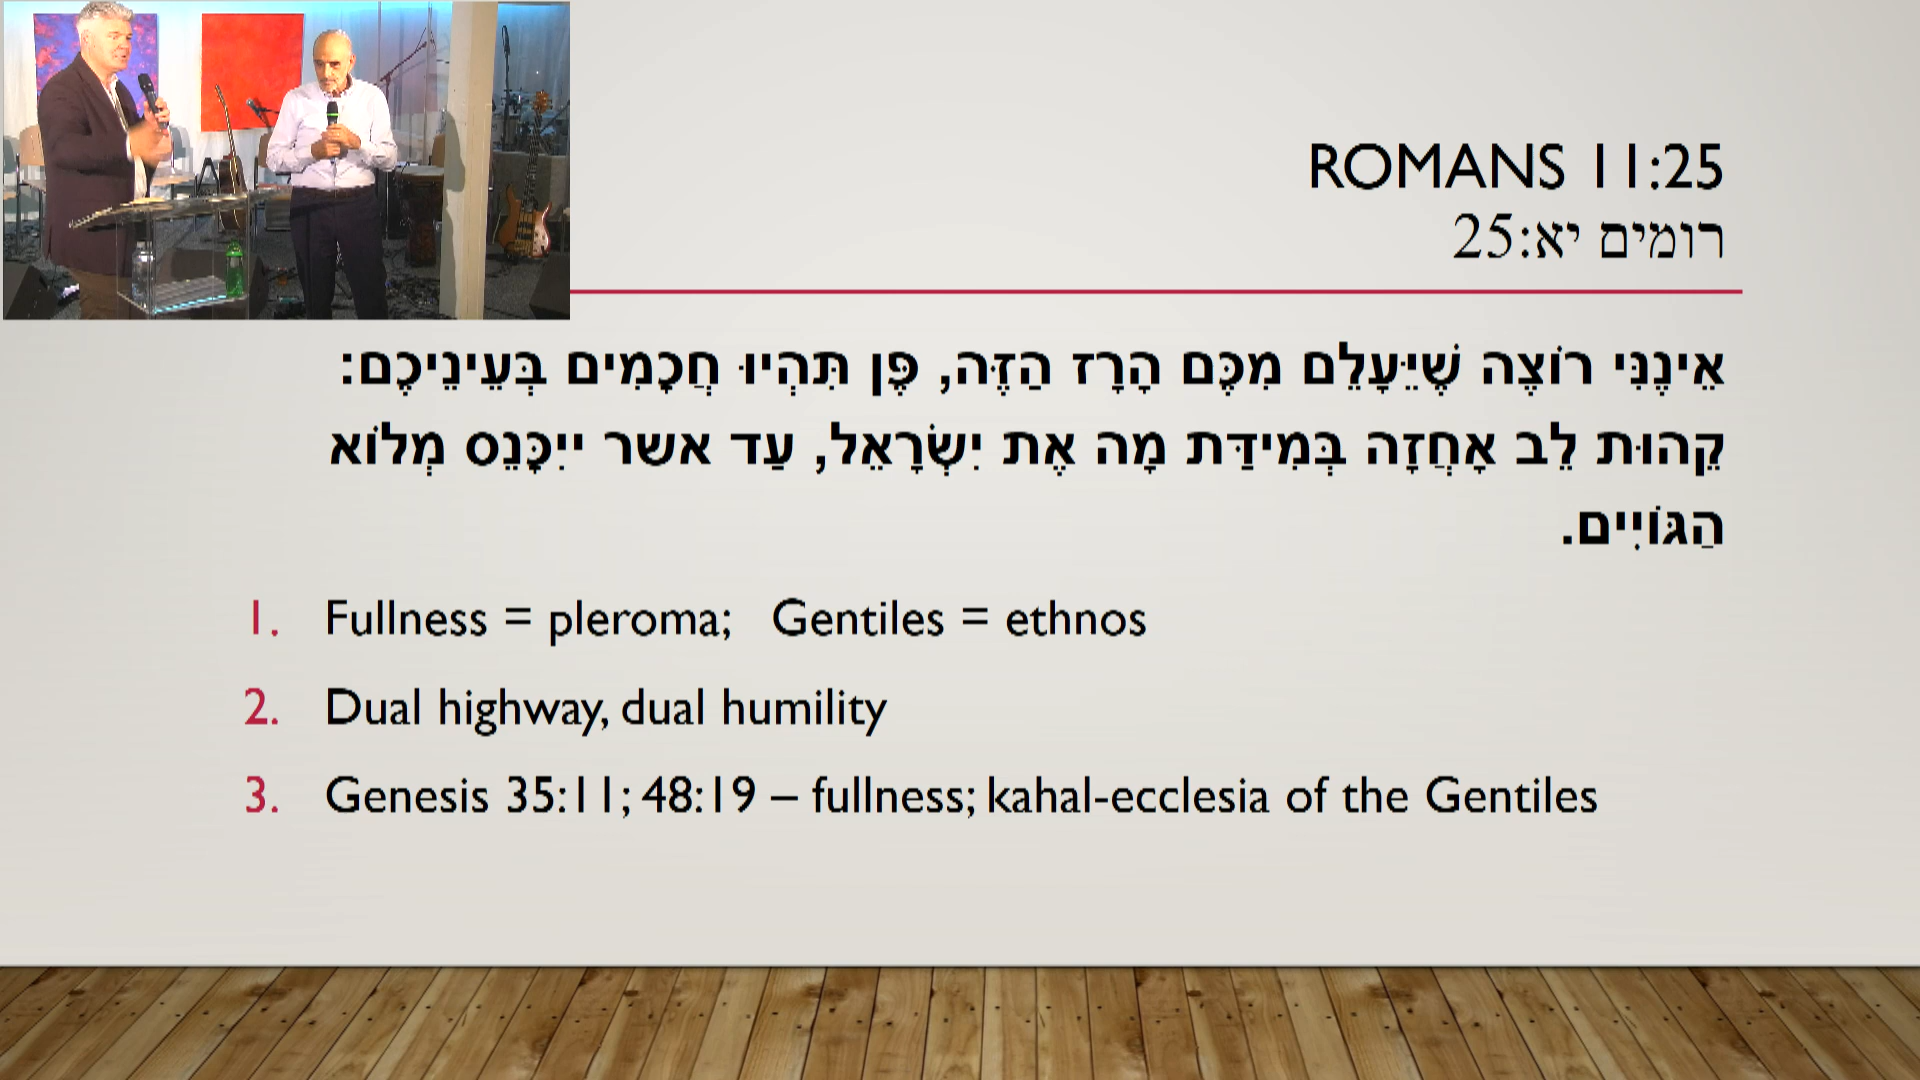 ROMANS 11:25
רומים יא:25
אֵינֶנִּי רוֹצֶה שֶׁיֵּעָלֵם מִכֶּם הָרָז הַזֶּה, פֶּן תִּהְיוּ חֲכָמִים בְּעֵינֵיכֶם:
קֵהוּת לֵב אָחֲזָה בְּמִידַּת מָה אֶת יִשְׂרָאֵל, עַד אשר ייִכָּנֵס מְלוֹא
הַגּוֹיִים.
1. Fullness = pleroma; Gentiles = ethnos
2. Dual highway, dual humility
3. Genesis 35:11; 48:19 – fullness; kahal-ecclesia of the Gentiles